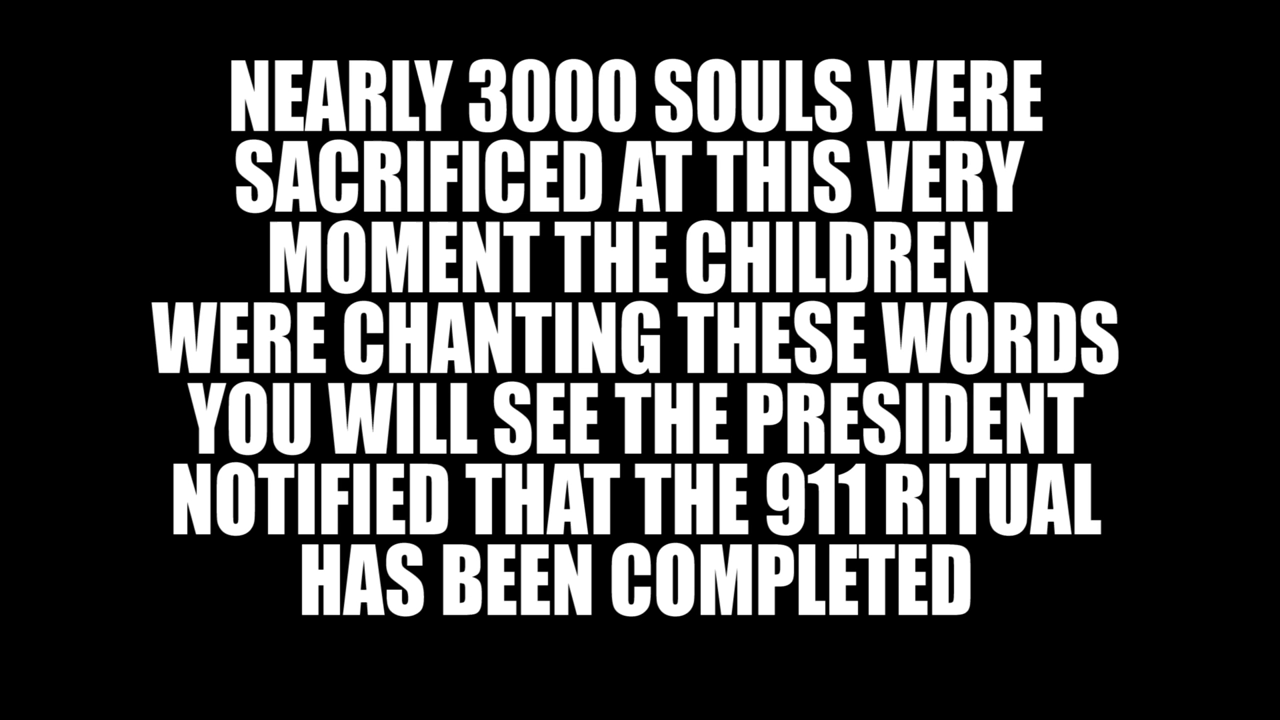 NEARLY 3000 SOULS WERE
SACRIFICED AT THIS VERY
MOMENT THE CHILDREN
WERE CHANTING THESE WORDS
YOU WILL SEE THE PRESIDENT
NOTIFIED THAT THE 911 RITUAL
HAS BEEN COMPLETED